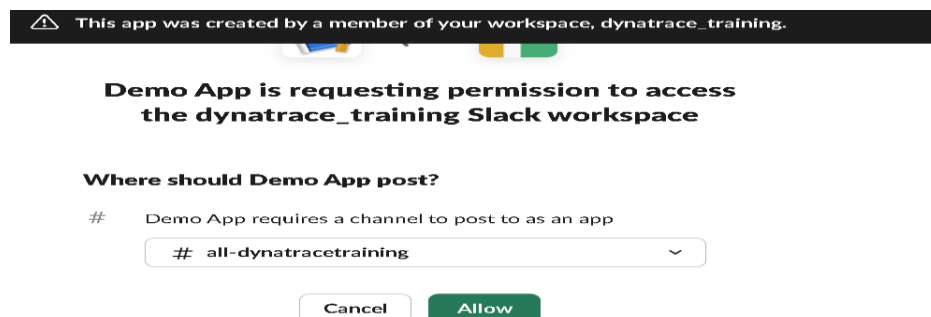 This app was created by a member of your workspace, dynatrace_training.
Demo App is requesting permission to access
the dynatrace_training Slack workspace
Where should Demo App post?
# Demo App requires a channel to post to as an app
# all-dynatracetraining
Cancel Allow